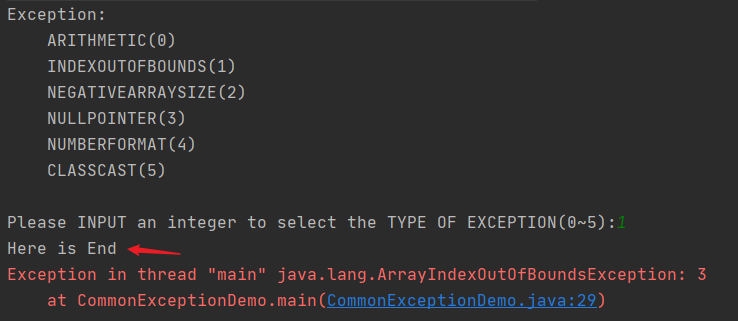 Exception:
ARITHMETIC(0)
INDEXOUTOFBOUNDS(1)
NEGATIVEARRAYSIZE(2)
NULLPOINTER(3)
NUMBERFORMAT(4)
CLASSCAST(5)
Please INPUT an integer to select the TYPE OF EXCEPTION(0~5):1
Here is End
Exception in thread "main" java.lang.ArrayIndexOutOfBoundsException: 3
at CommonExceptionDemo.main(CommonExceptionDemo.java:29)